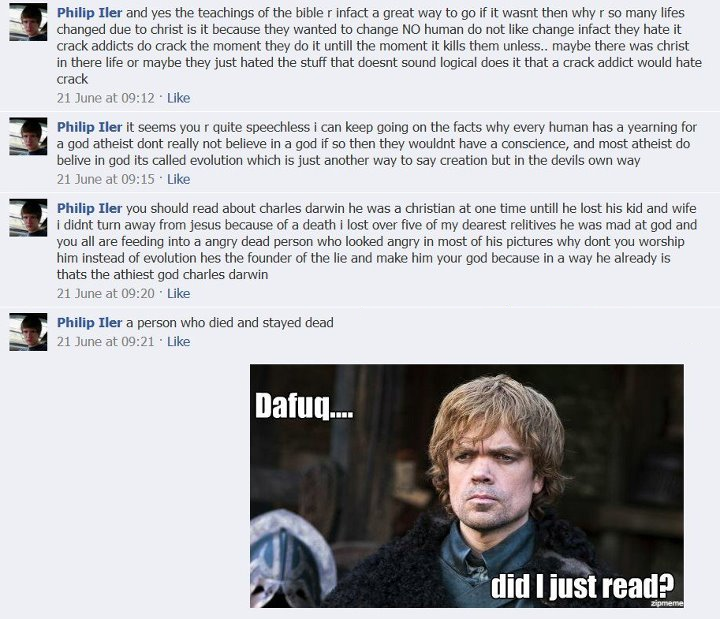 Philip Iler and yes the teachings of the bible r infact a great way to go if it wasnt then why r so many lifes
changed due to christ is it because they wanted to change NO human do not like change infact they hate it
crack addicts do crack the moment they do it untill the moment it kills them unless.. maybe there was christ
in there life or maybe they just hated the stuff that doesnt sound logical does it that a crack addict would hate
crack
21 June at 09:12 · Like
Philip Iler it seems you r quite speechless i can keep going on the facts why every human has a yearning for
a god atheist dont really not believe in a god if so then they wouldnt have a conscience, and most atheist do
belive in god its called evolution which is just another way to say creation but in the devils own way
21 June at 09:15 · Like
Philip Iler you should read about charles darwin he was a christian at one time untill he lost his kid and wife
i didnt turn away from jesus because of a death i lost over five of my dearest relitives he was mad at god and
you all are feeding into a angry dead person who looked angry in most of his pictures why dont you worship
him instead of evolution hes the founder of the lie and make him your god because in a way he already is
thats the athiest god charles darwin
21 June at 09:20 · Like
Philip Iler a person who died and stayed dead
21 June at 09:21 · Like
Dafuq....
did I just read?
zipmeme